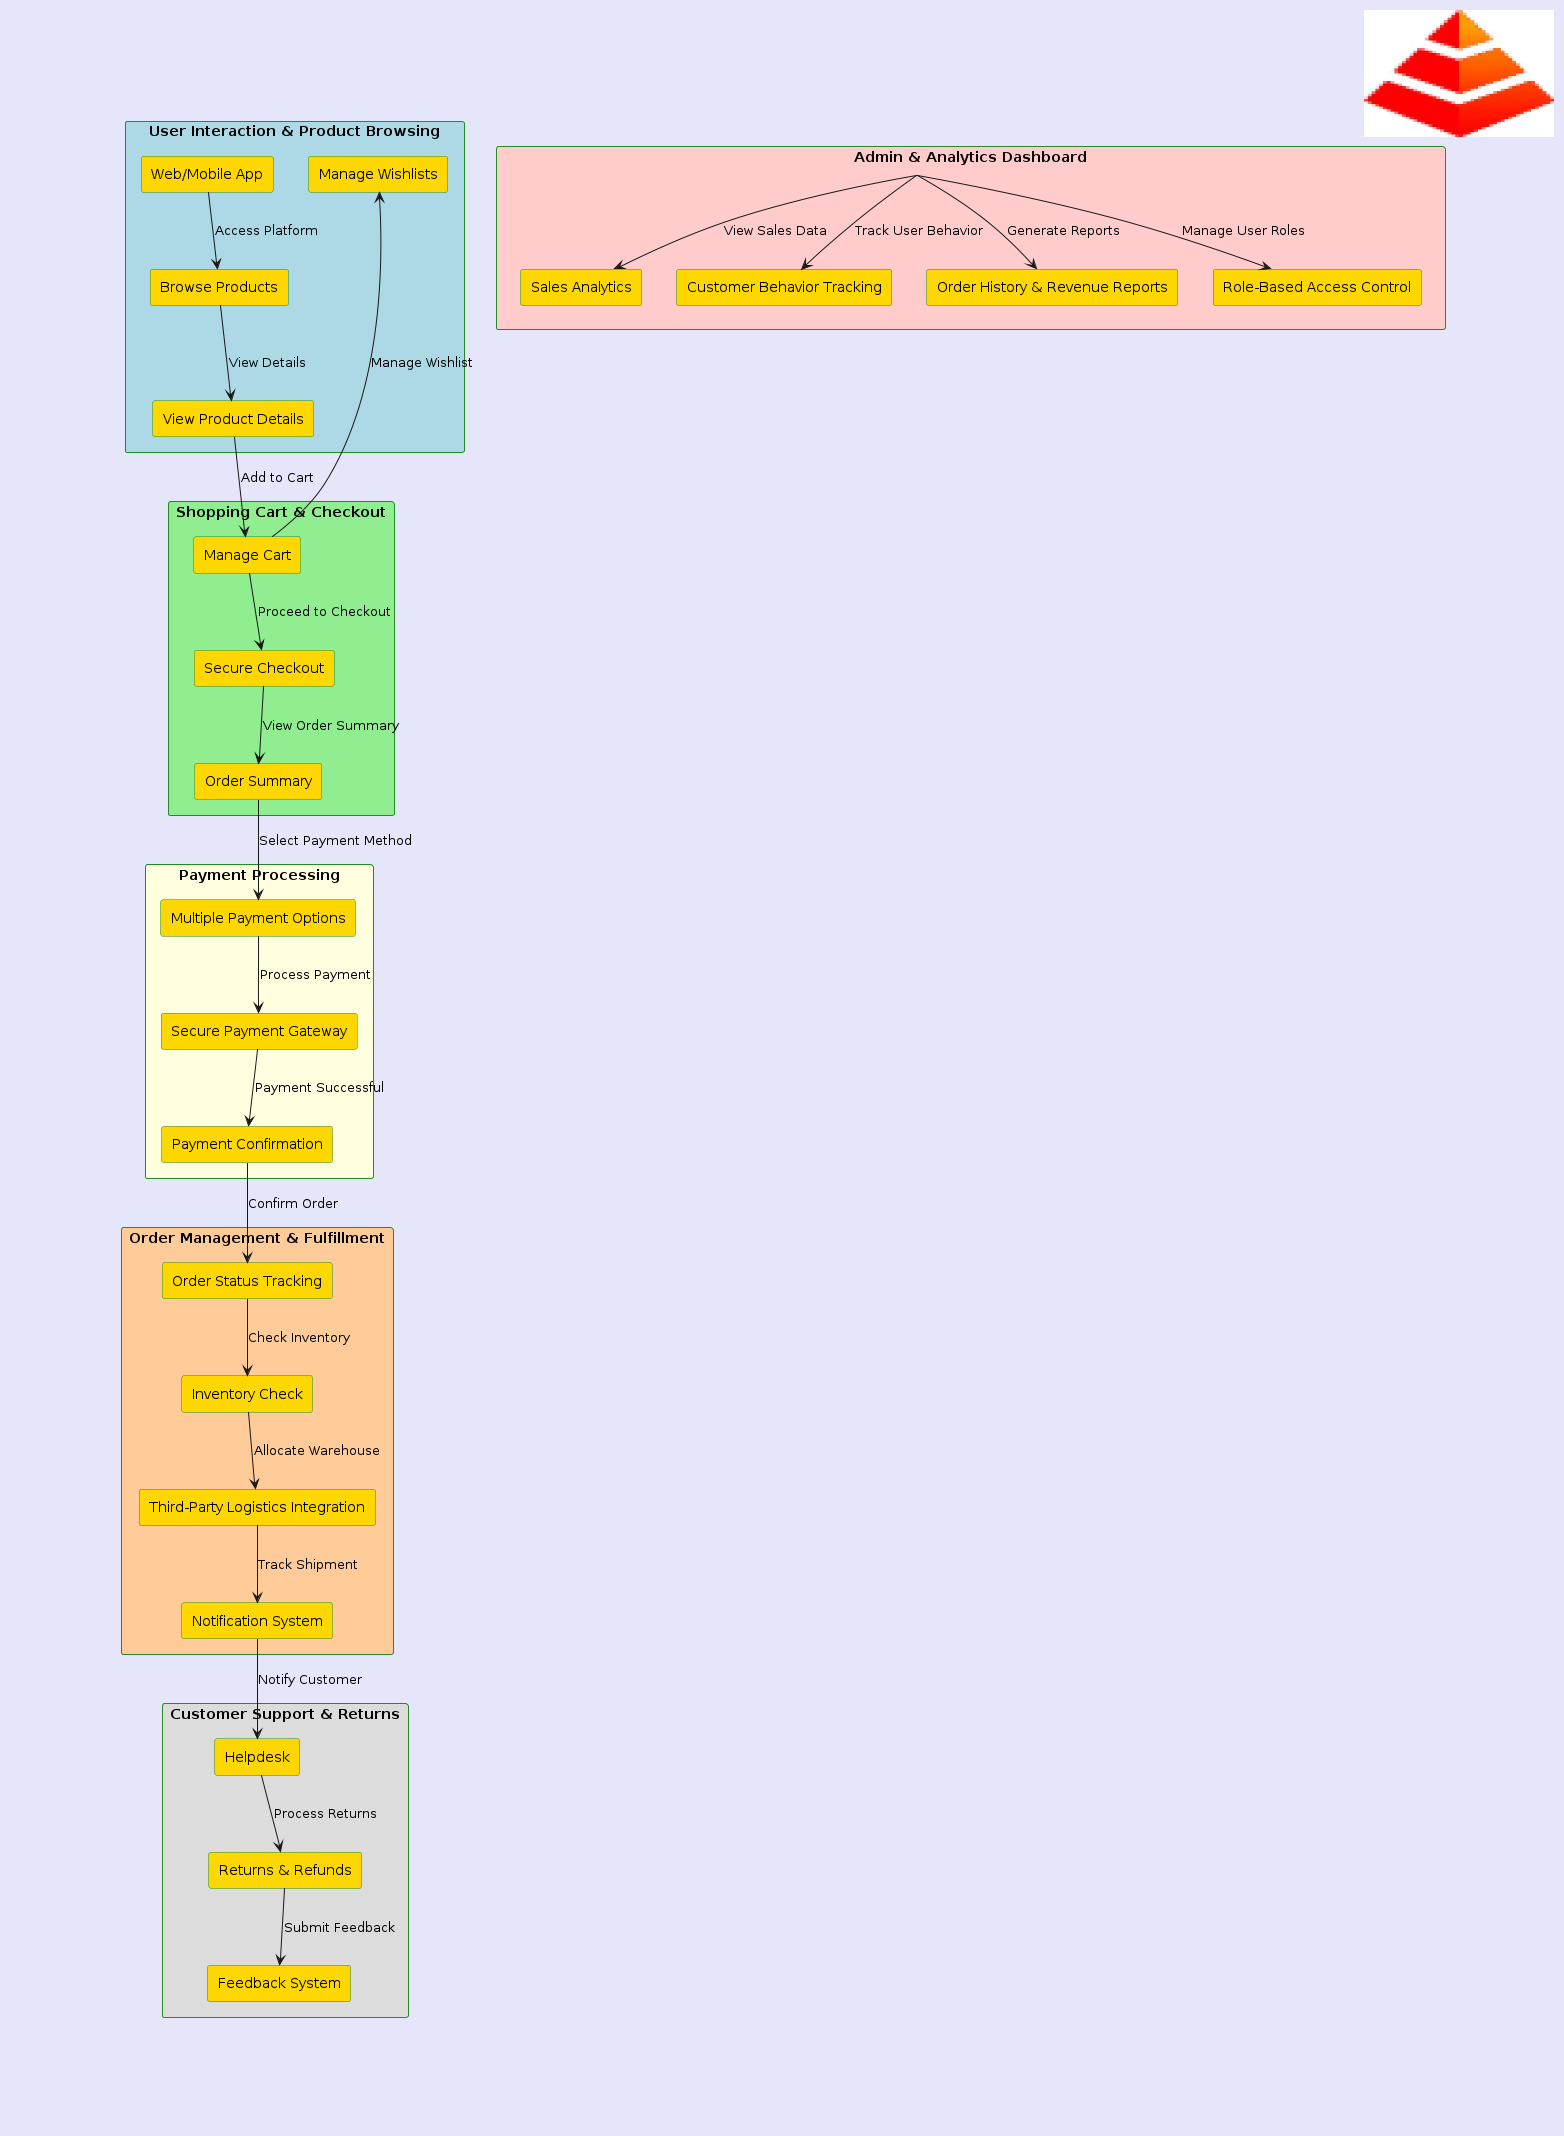 User Interaction & Product Browsing
Web/Mobile App
Manage Wishlists
Access Platform
Browse Products
View Details
Manage Wishlist
View Product Details
Add to Cart
Admin & Analytics Dashboard
View Sales Data
Track User Behavior
Generate Reports
Manage User Roles
Sales Analytics
Customer Behavior Tracking
Order History & Revenue Reports
Role-Based Access Control
Shopping Cart & Checkout
Manage Cart
Proceed to Checkout
Secure Checkout
View Order Summary
Order Summary
Select Payment Method
Payment Processing
Multiple Payment Options
Process Payment
Secure Payment Gateway
Payment Successful
Payment Confirmation
Confirm Order
Order Management & Fulfillment
Order Status Tracking
Check Inventory
Inventory Check
Allocate Warehouse
Third-Party Logistics Integration
Track Shipment
Notification System
Notify Customer
Customer Support & Returns
Helpdesk
Process Returns
Returns & Refunds
Submit Feedback
Feedback System